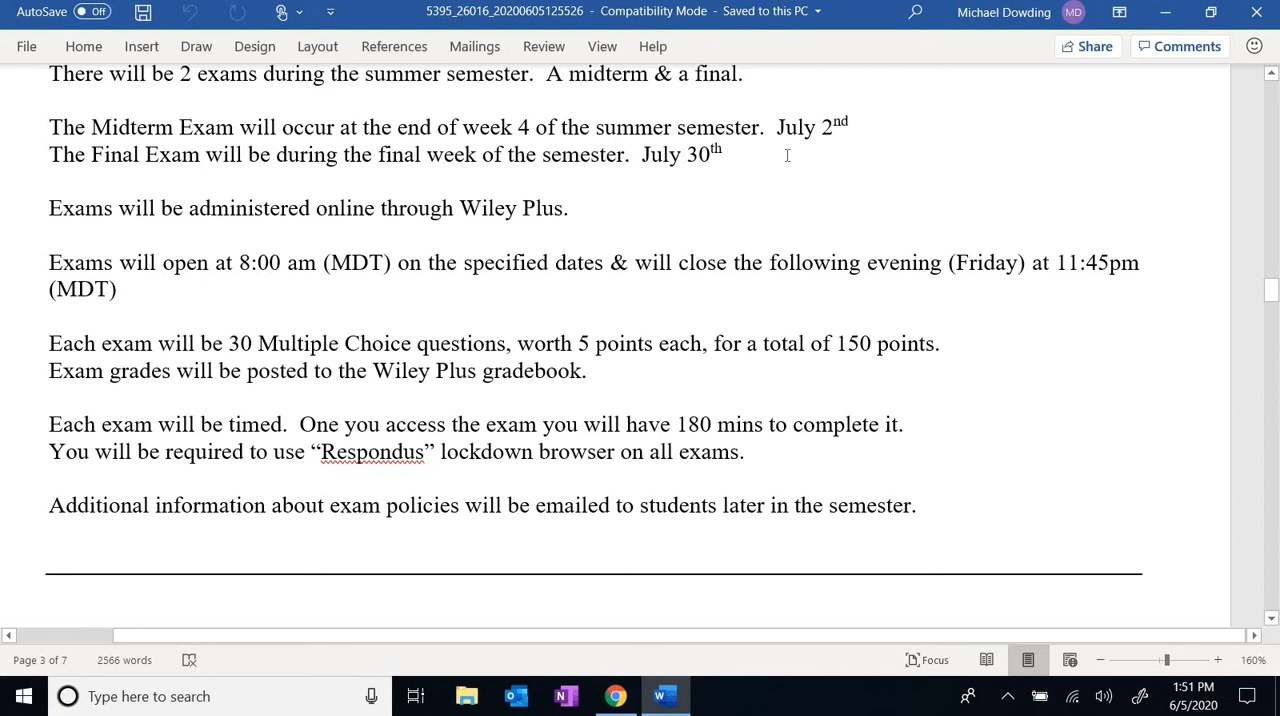 AutoSave Off 5395_26016_20200605125526 - Compatibility Mode - Saved to this PC Michael Dowding MD
File Home Insert Draw Design Layout References Mailings Review View Help Share Comments
There will be 2 exams during the summer semester. A midterm & a final.
The Midterm Exam will occur at the end of week 4 of the summer semester. July 2nd
The Final Exam will be during the final week of the semester. July 30th
Exams will be administered online through Wiley Plus.
Exams will open at 8:00 am (MDT) on the specified dates & will close the following evening (Friday) at 11:45pm
(MDT)
Each exam will be 30 Multiple Choice questions, worth 5 points each, for a total of 150 points.
Exam grades will be posted to the Wiley Plus gradebook.
Each exam will be timed. One you access the exam you will have 180 mins to complete it.
You will be required to use “Respondus” lockdown browser on all exams.
Additional information about exam policies will be emailed to students later in the semester.
Page 3 of 7 2566 words Focus 160%
Type here to search 1:51 PM
6/5/2020